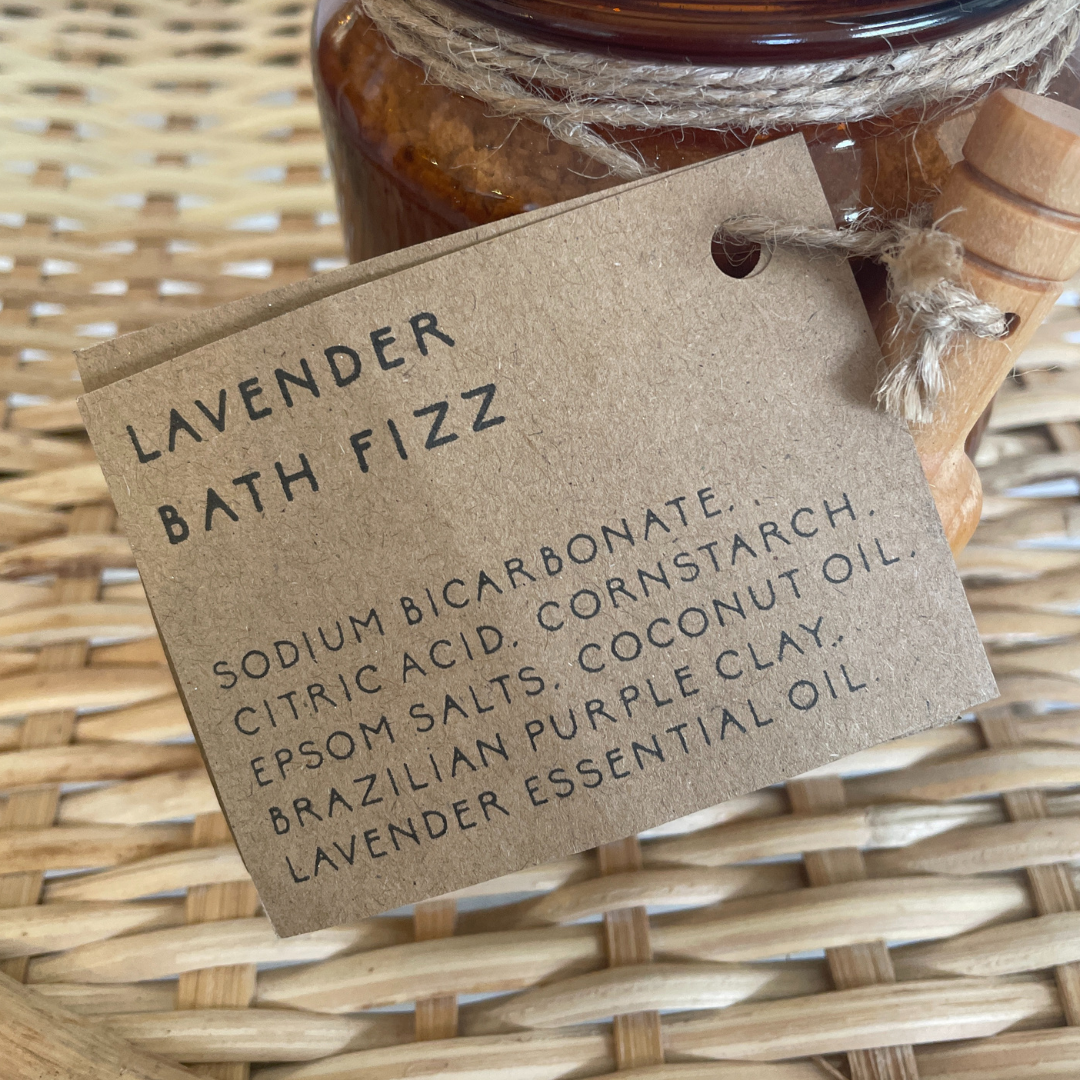 LAVENDER
BATH FIZZ
SODIUM BICARBONATE.
CITRIC ACID. CORNSTARCH.
EPSOM SALTS. COCONUT OIL.
BRAZILIAN PURPLE CLAY.
LAVENDER ESSENTIAL OIL.